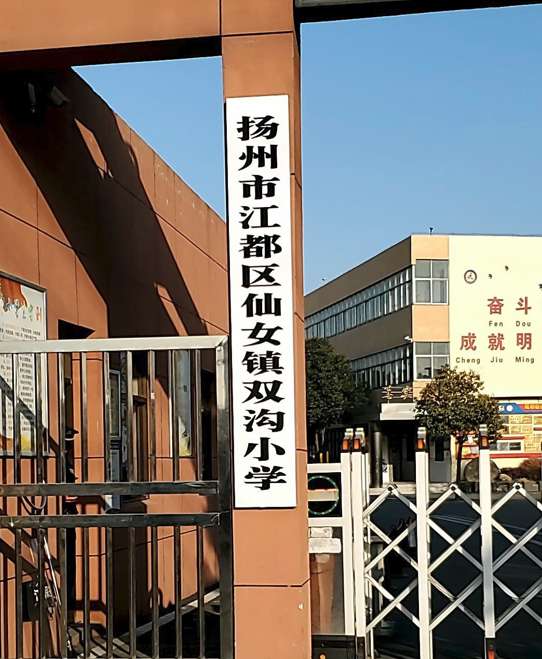 扬州市江都区仙女镇双沟小学
奋斗
Fen Dou
成就明
Cheng Jiu Ming